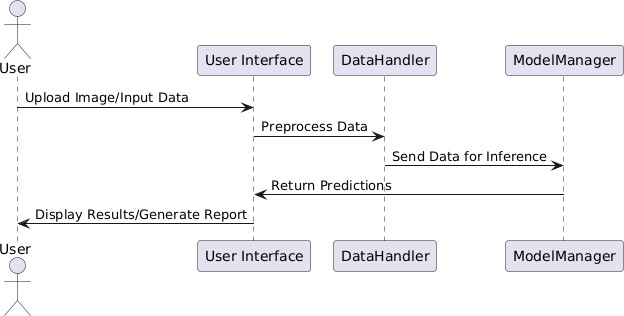 User
User Interface
DataHandler
ModelManager
Upload Image/Input Data
Preprocess Data
Send Data for Inference
Return Predictions
Display Results/Generate Report
User
User Interface
DataHandler
ModelManager